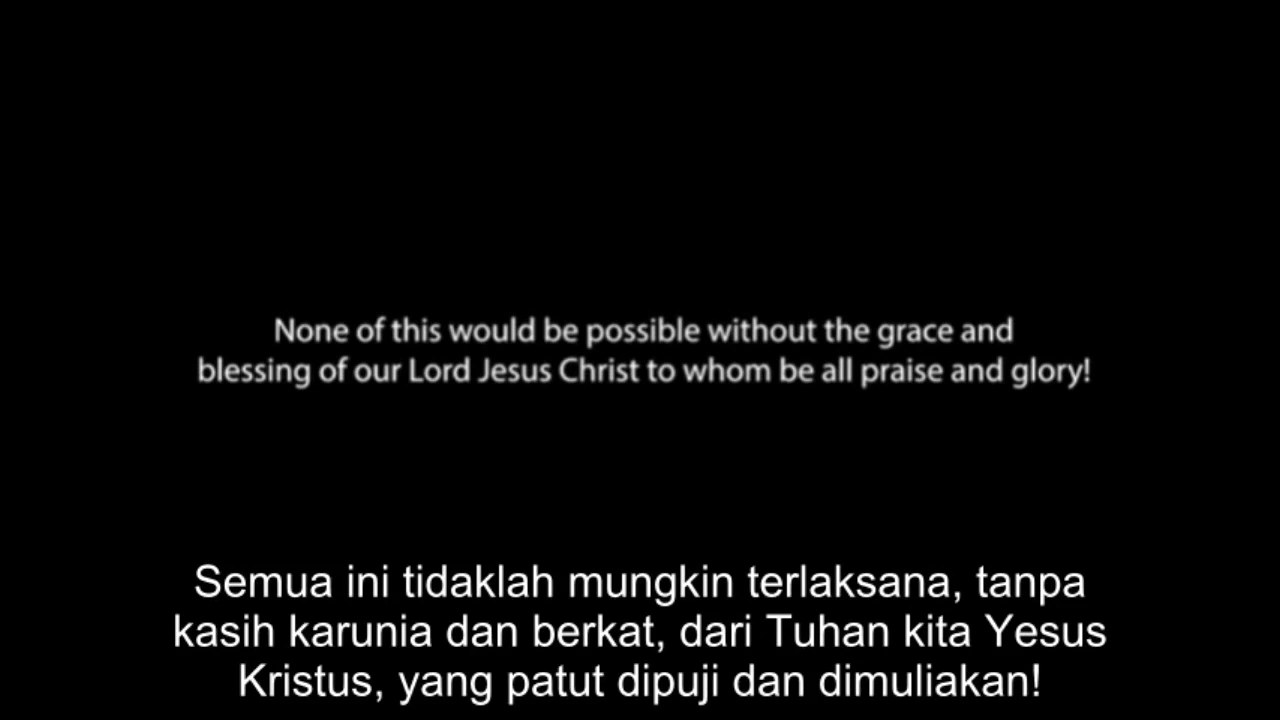 None of this would be possible without the grace and
blessing of our Lord Jesus Christ to whom be all praise and glory!
Semua ini tidaklah mungkin terlaksana, tanpa
kasih karunia dan berkat, dari Tuhan kita Yesus
Kristus, yang patut dipuji dan dimuliakan!